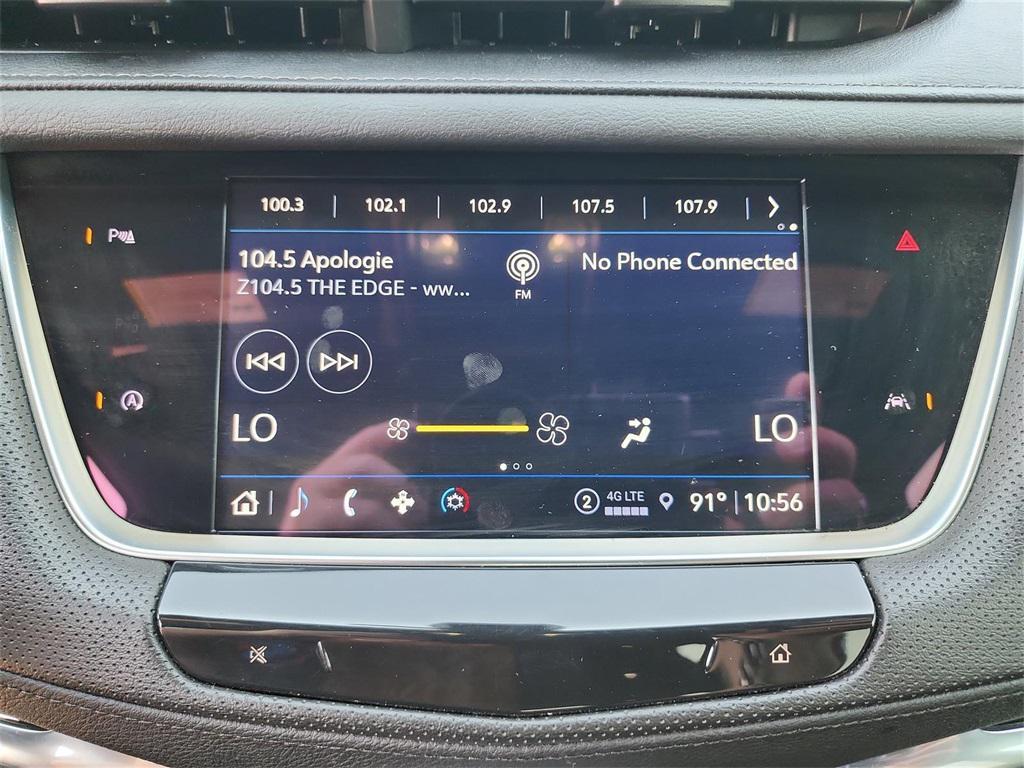 100.3 102.1 102.9 107.5 107.9
104.5 Apologie
No Phone Connected
Z104.5 THE EDGE - ww...
FM
LO LO
2 4G LTE 91° 10:56
P
A